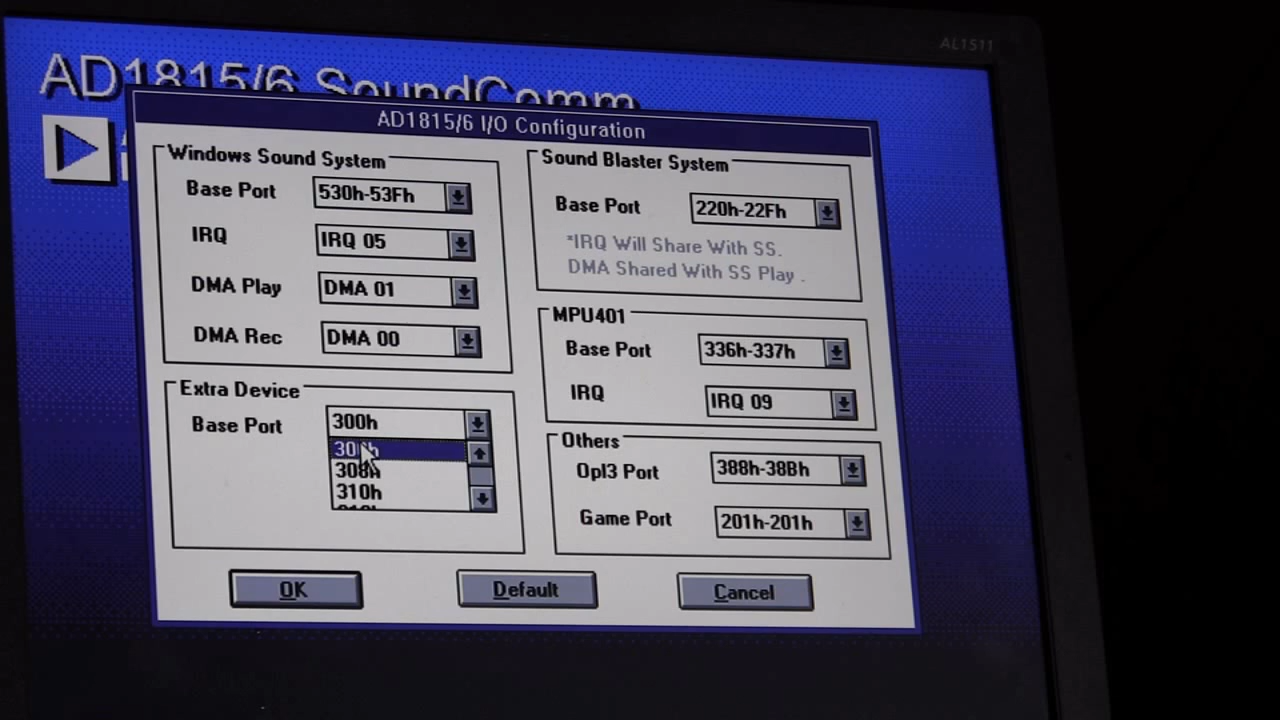 AL1511
AD1815/6 SoundComm
AD1815/6 I/O Configuration
Windows Sound System
Base Port 530h-53Fh
IRQ IRQ 05
DMA Play DMA 01
DMA Rec DMA 00
Extra Device
Base Port 300h
300h
308h
310h
Sound Blaster System
Base Port 220h-22Fh
*IRQ Will Share With SS.
DMA Shared With SS Play .
MPU401
Base Port 336h-337h
IRQ IRQ 09
Others
Opl3 Port 388h-38Bh
Game Port 201h-201h
OK Default Cancel